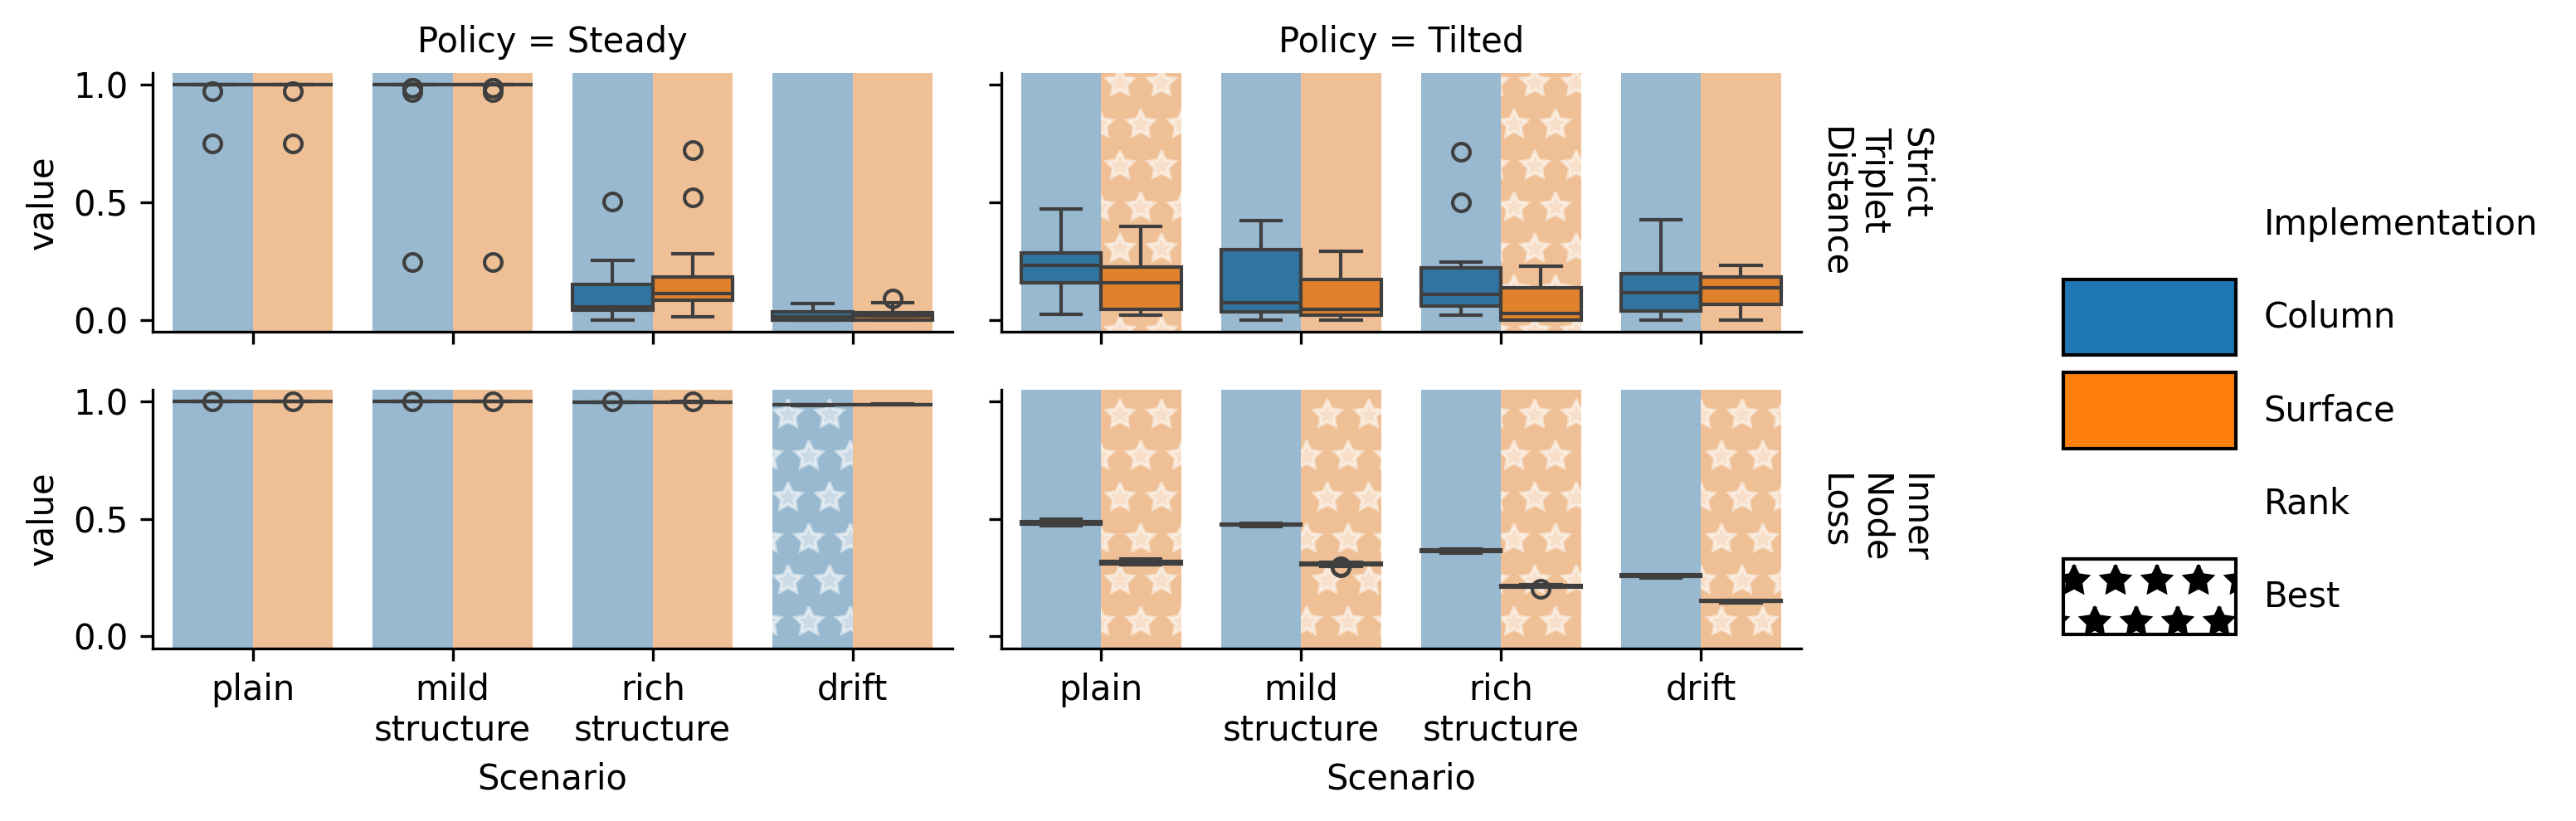 Policy = Steady
Policy = Tilted
value
1.0
0.5
0.0
Strict
Triplet
Distance
value
1.0
0.5
0.0
Inner
Node
Loss
plain
mild
structure
rich
structure
drift
plain
mild
structure
rich
structure
drift
Scenario
Scenario
Implementation
Column
Surface
Rank
Best